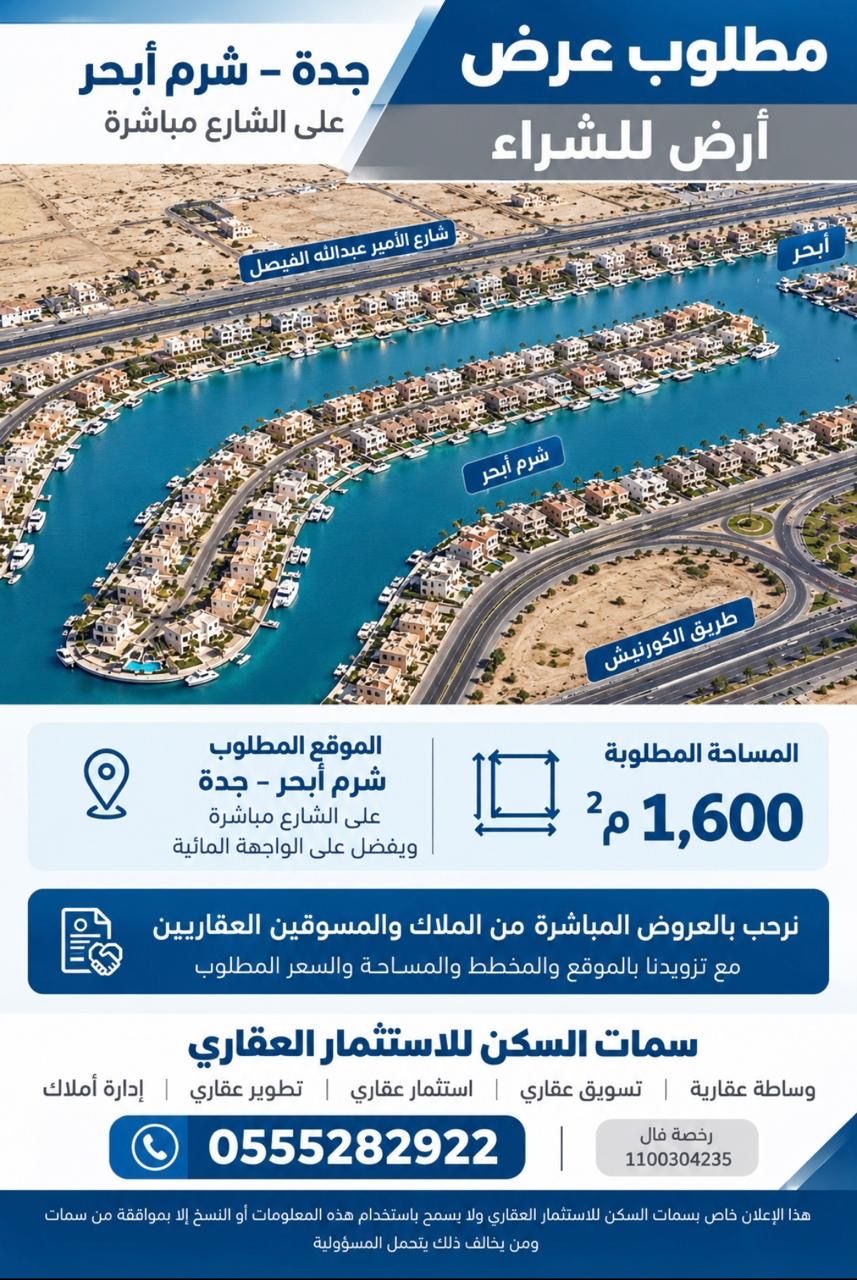 مطلوب عرض
أرض للشراء
جدة – شرم أبحر
على الشارع مباشرة
شارع الأمير عبدالله الفيصل
أبحر
شرم أبحر
طريق الكورنيش
المساحة المطلوبة
1,600 م²
الموقع المطلوب
شرم أبحر – جدة
على الشارع مباشرة
ويفضل على الواجهة المائية
نرحب بالعروض المباشرة من الملاك والمسوقين العقاريين
مع تزويدنا بالموقع والمخطط والمساحة والسعر المطلوب
سمات السكن للاستثمار العقاري
وساطة عقارية | تسويق عقاري | استثمار عقاري | تطوير عقاري | إدارة أملاك
رخصة فال
1100304235
0555282922
هذا الإعلان خاص بسمات السكن للاستثمار العقاري ولا يسمح باستخدام هذه المعلومات أو النسخ إلا بموافقة من سمات
ومن يخالف ذلك يتحمل المسؤولية